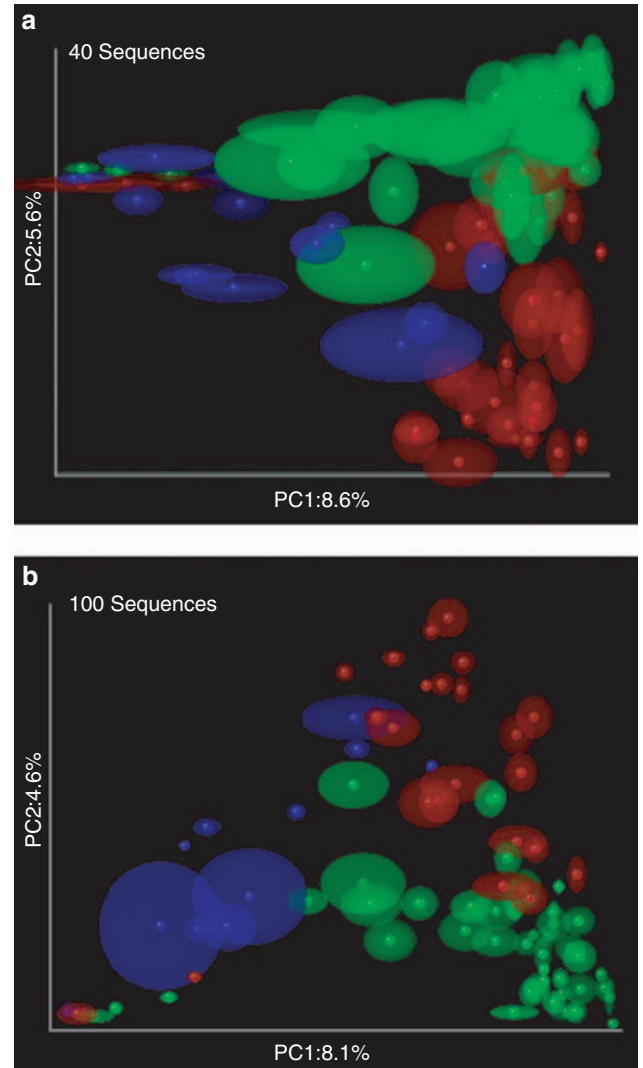 a
40 Sequences
PC2:5.6%
PC1:8.6%
b
100 Sequences
PC2:4.6%
PC1:8.1%